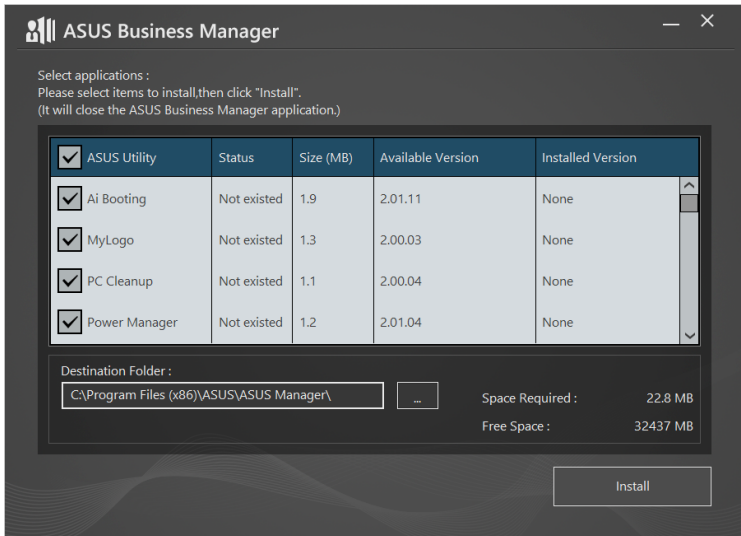 ASUS Business Manager
Select applications :
Please select items to install,then click "Install".
(It will close the ASUS Business Manager application.)
ASUS Utility Status Size (MB) Available Version Installed Version
Ai Booting Not existed 1.9 2.01.11 None
MyLogo Not existed 1.3 2.00.03 None
PC Cleanup Not existed 1.1 2.00.04 None
Power Manager Not existed 1.2 2.01.04 None
Destination Folder :
C:\Program Files (x86)\ASUS\ASUS Manager\ ...
Space Required : 22.8 MB
Free Space : 32437 MB
Install